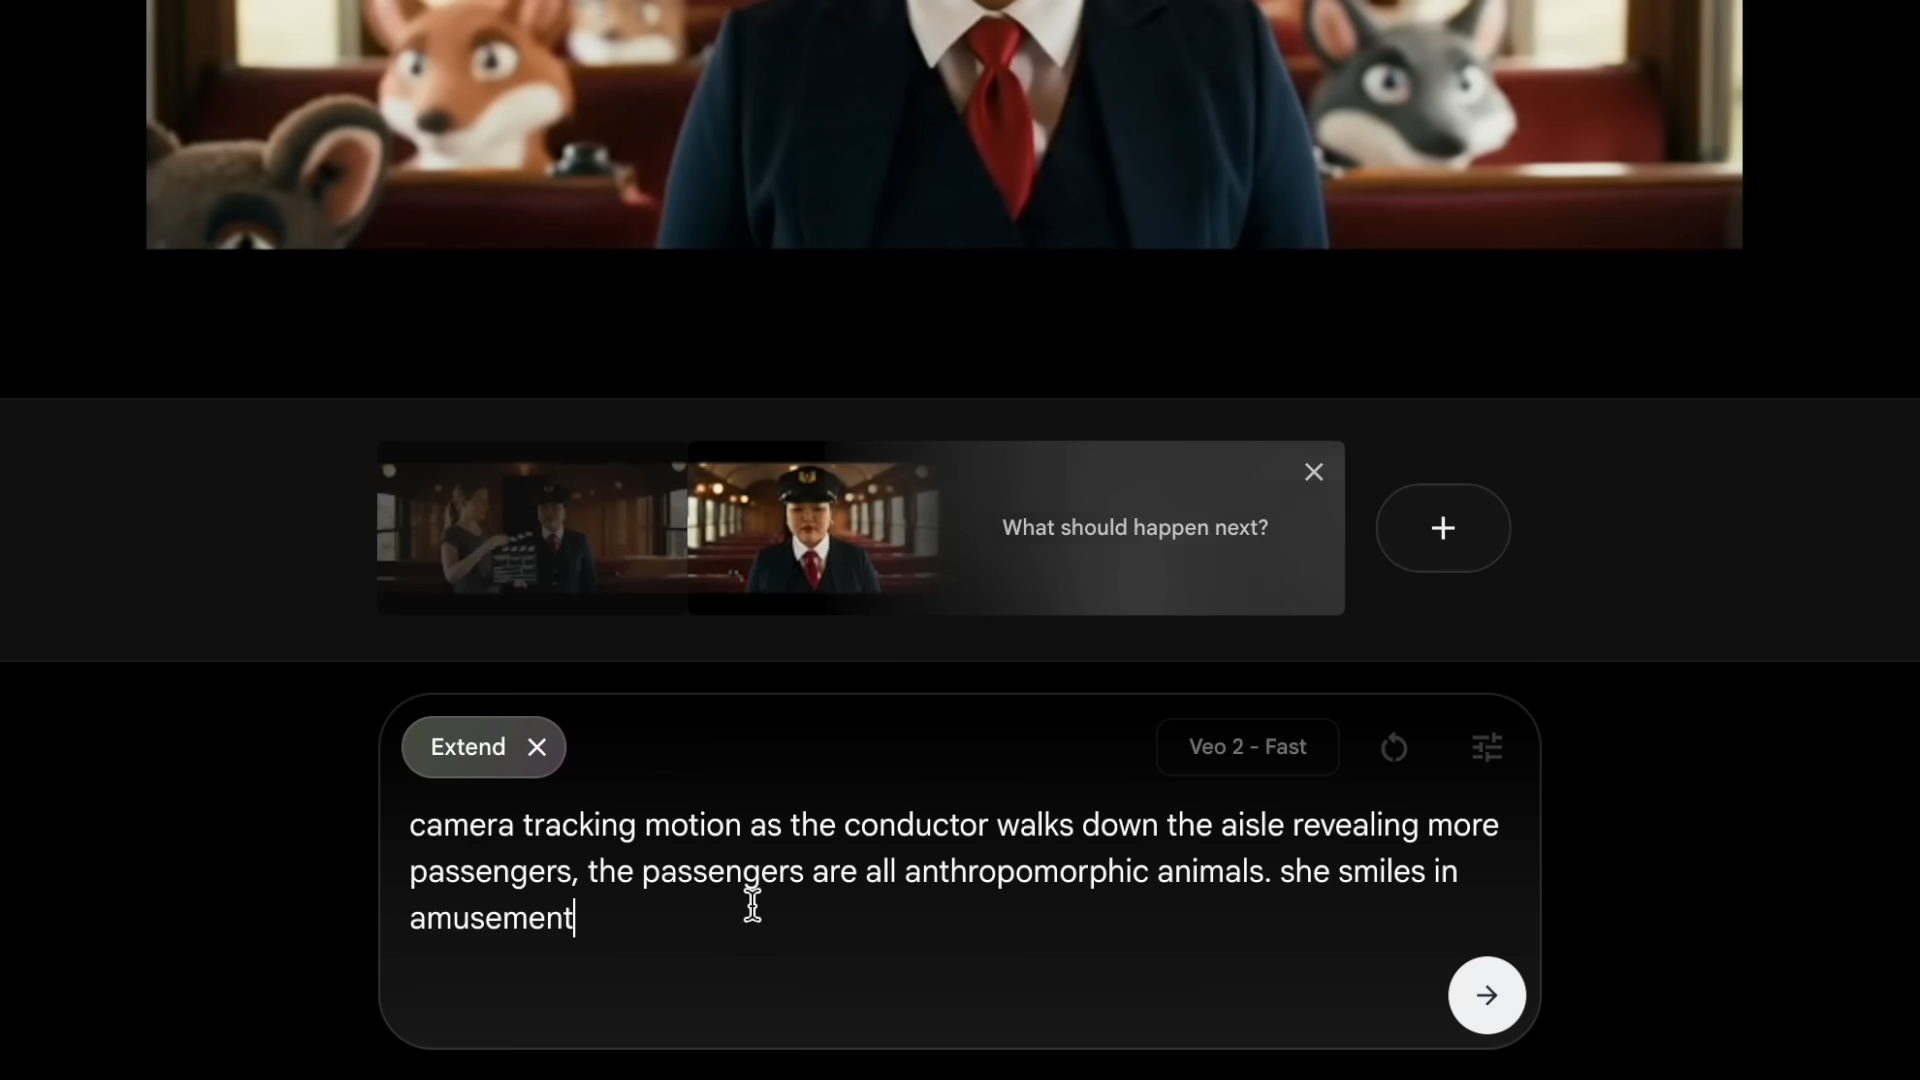 What should happen next?
Extend
Veo 2 - Fast
camera tracking motion as the conductor walks down the aisle revealing more
passengers, the passengers are all anthropomorphic animals. she smiles in
amusement